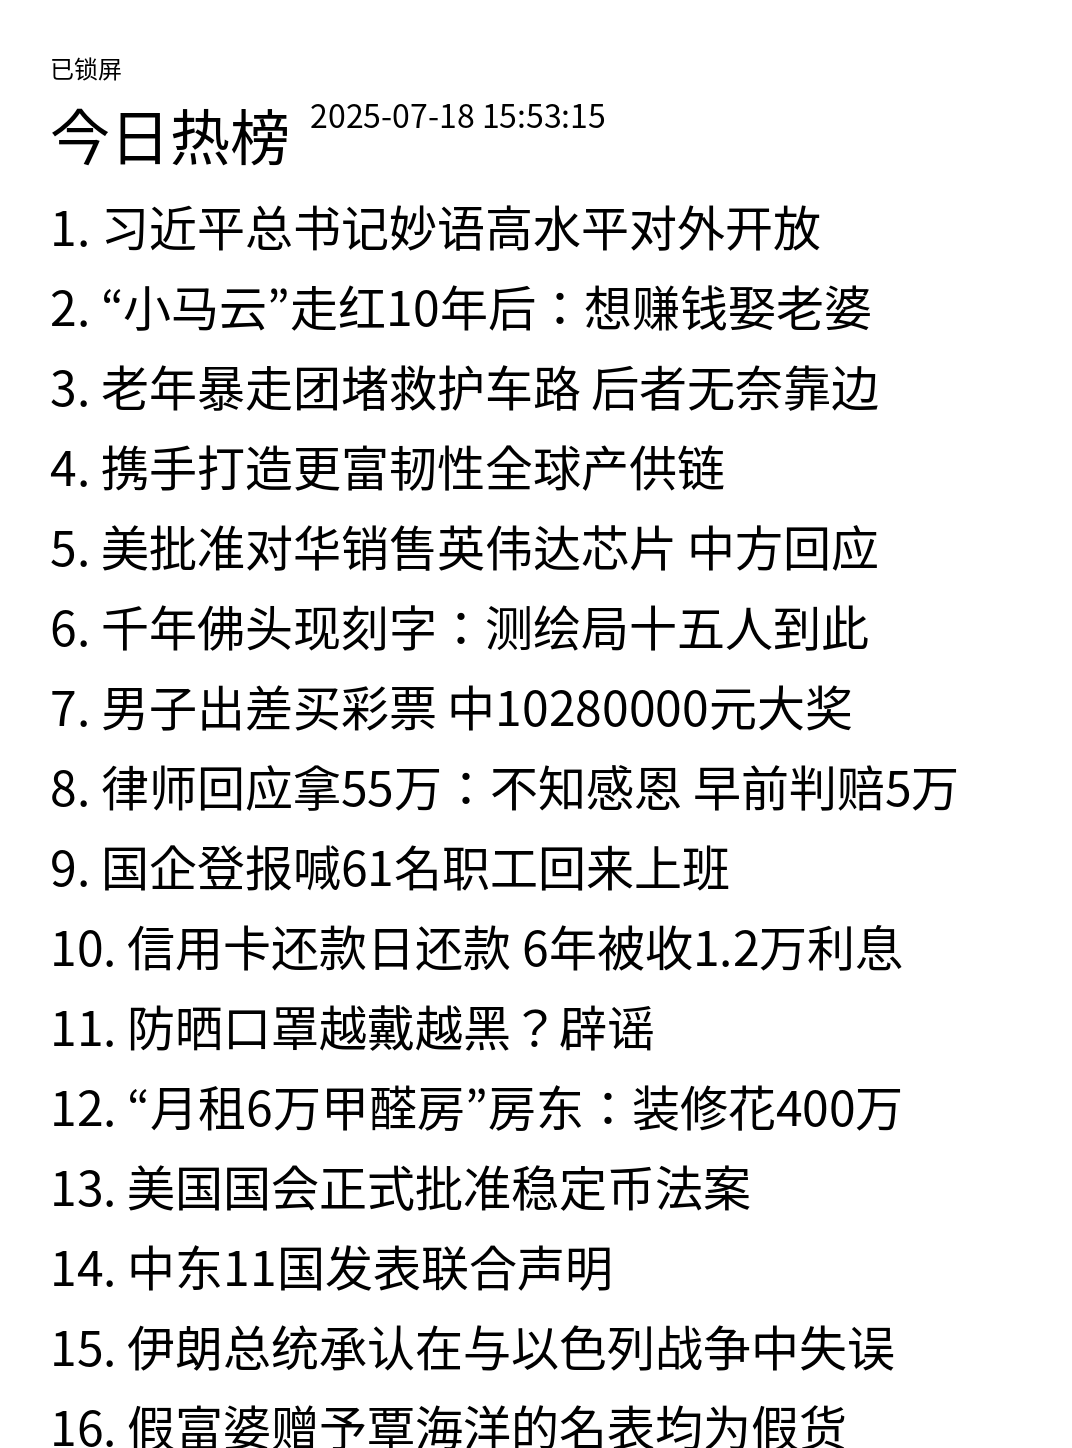 已锁屏
今日热榜 2025-07-18 15:53:15
1. 习近平总书记妙语高水平对外开放
2. “小马云”走红10年后：想赚钱娶老婆
3. 老年暴走团堵救护车路 后者无奈靠边
4. 携手打造更富韧性全球产供链
5. 美批准对华销售英伟达芯片 中方回应
6. 千年佛头现刻字：测绘局十五人到此
7. 男子出差买彩票 中10280000元大奖
8. 律师回应拿55万：不知感恩 早前判赔5万
9. 国企登报喊61名职工回来上班
10. 信用卡还款日还款 6年被收1.2万利息
11. 防晒口罩越戴越黑？辟谣
12. “月租6万甲醛房”房东：装修花400万
13. 美国国会正式批准稳定币法案
14. 中东11国发表联合声明
15. 伊朗总统承认在与以色列战争中失误
16. 假富婆赠予覃海洋的名表均为假货